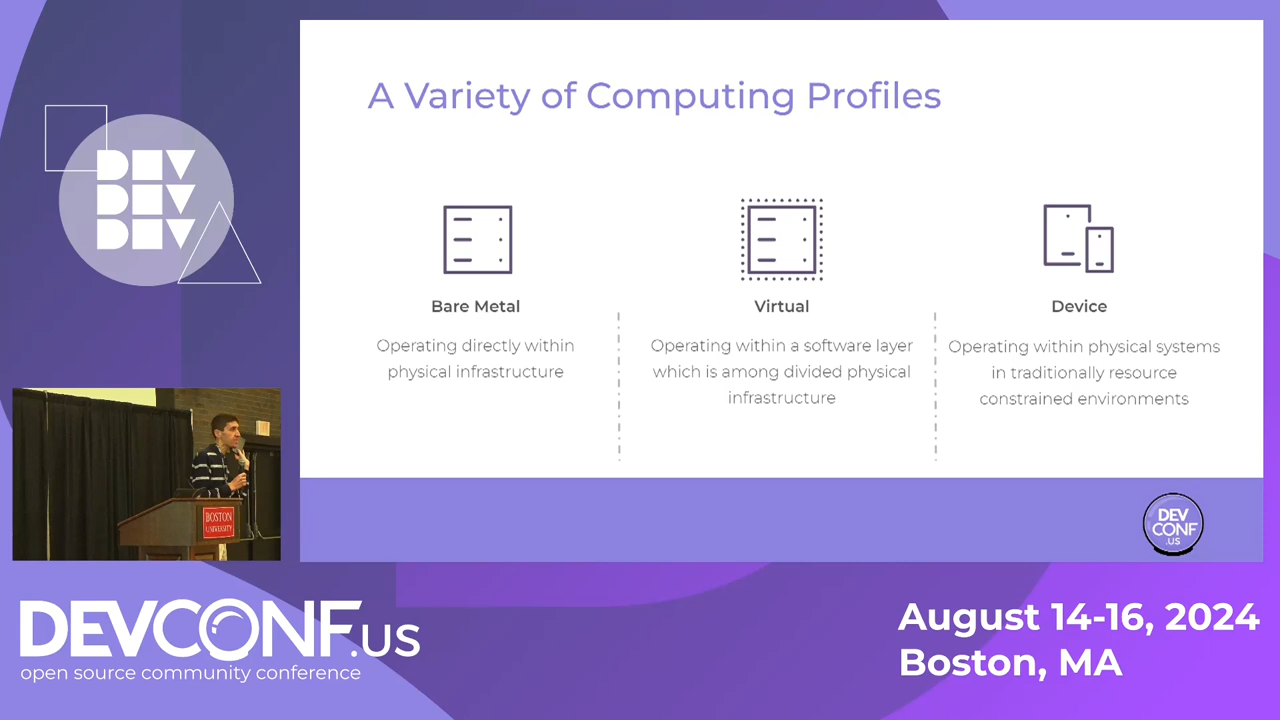 A Variety of Computing Profiles
DEV
DEV
DEV
Bare Metal
Operating directly within
physical infrastructure
Virtual
Operating within a software layer
which is among divided physical
infrastructure
Device
Operating within physical systems
in traditionally resource
constrained environments
BOSTON
UNIVERSITY
DEV
CONF
.US
DEVCONF.US
open source community conference
August 14-16, 2024
Boston, MA